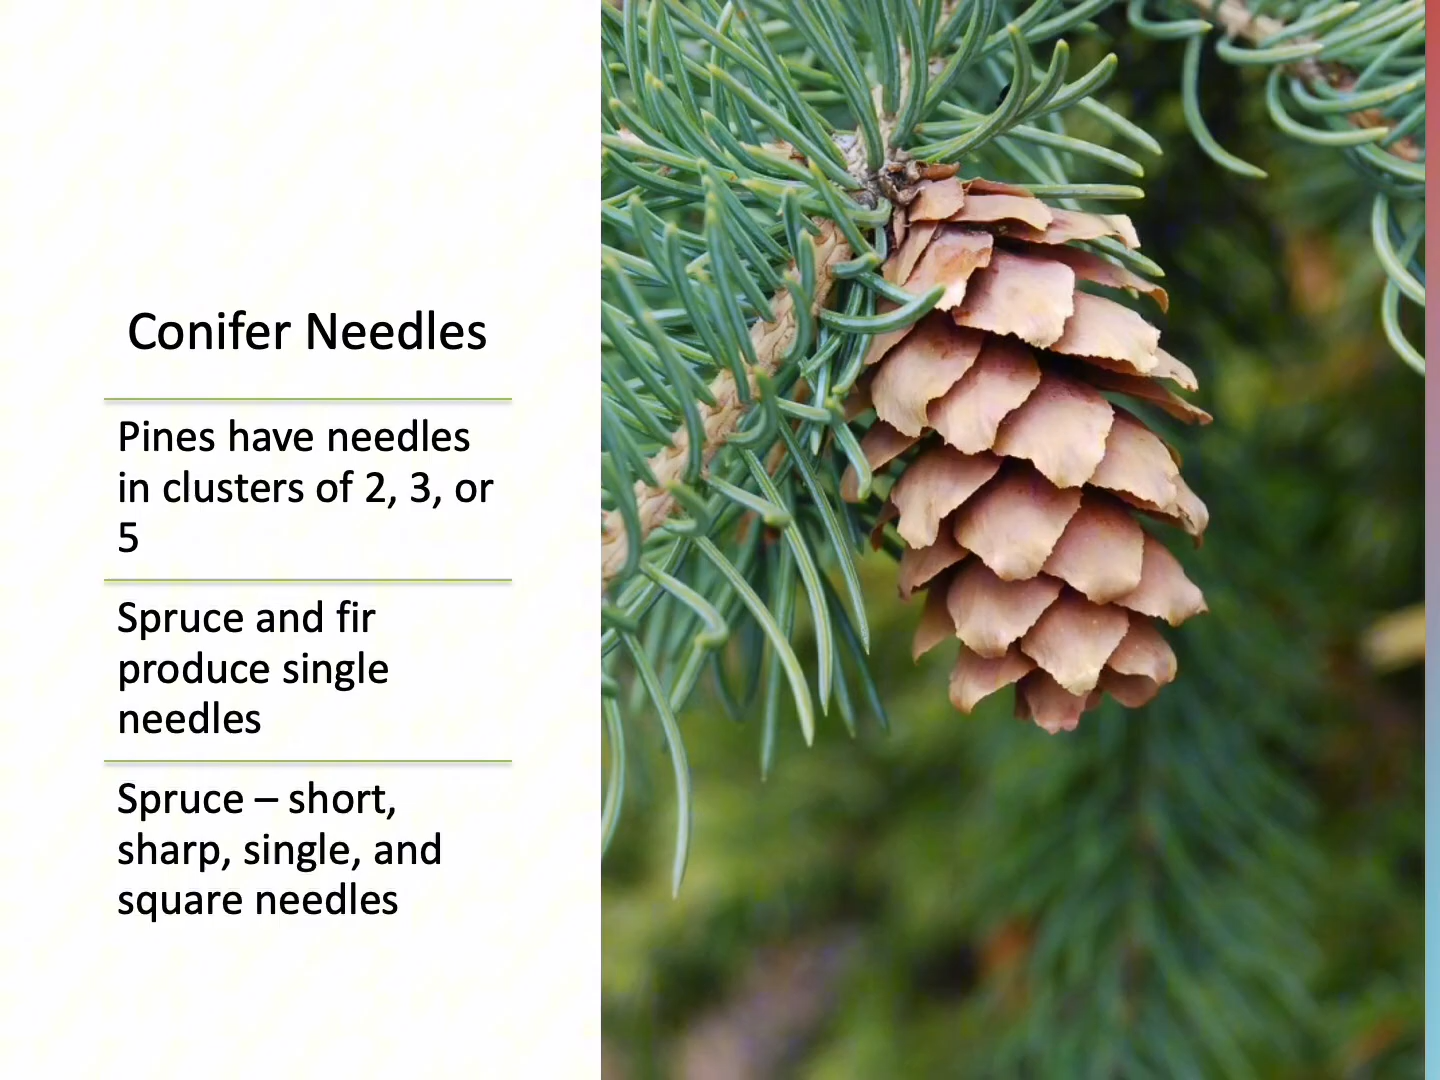 Conifer Needles
Pines have needles
in clusters of 2, 3, or
5
Spruce and fir
produce single
needles
Spruce – short,
sharp, single, and
square needles